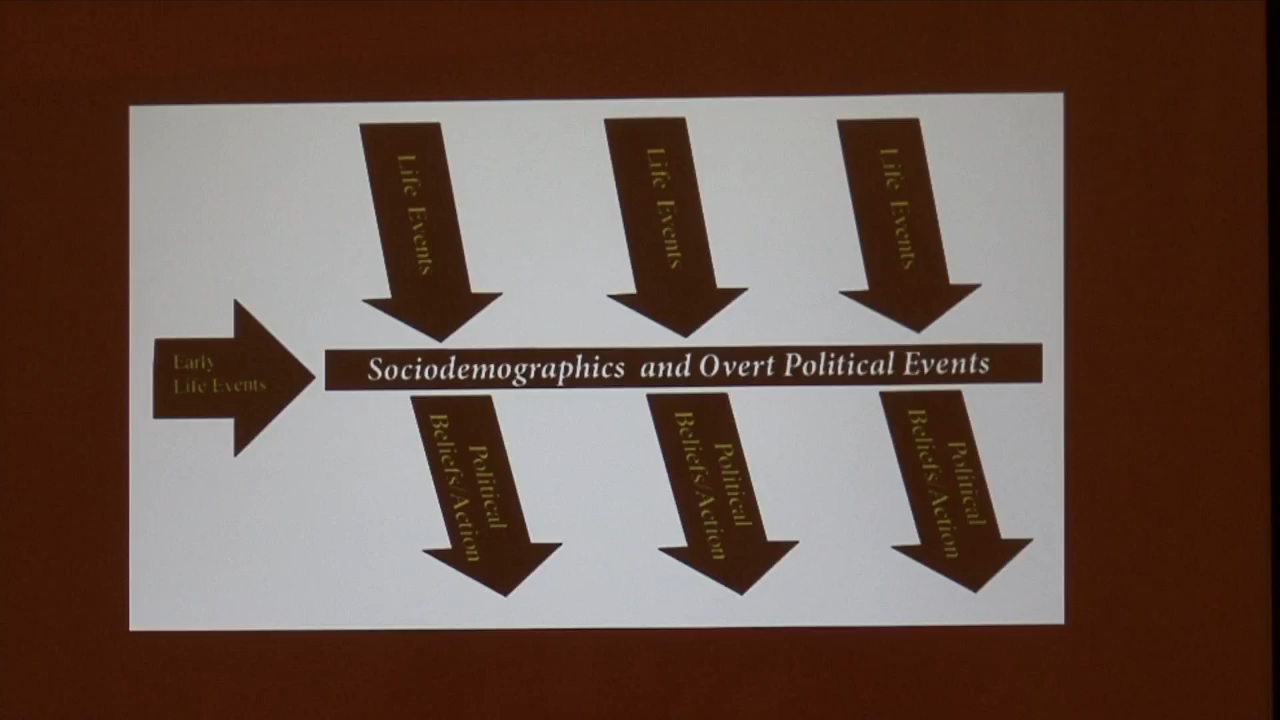 Life Events
Life Events
Life Events
Early
Life Events
Sociodemographics and Overt Political Events
Political
Beliefs/Action
Political
Beliefs/Action
Political
Beliefs/Action